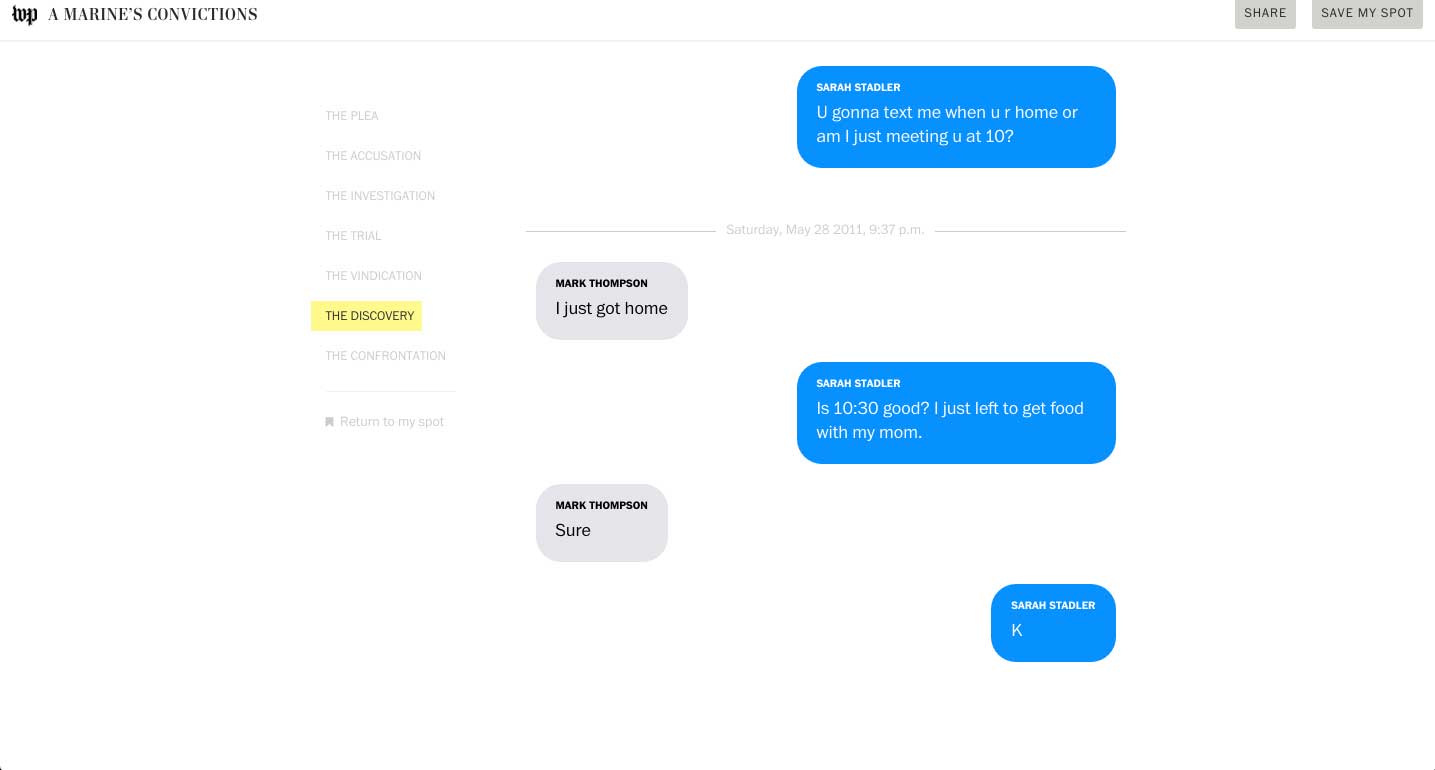 wp A MARINE'S CONVICTIONS
SHARE
SAVE MY SPOT
THE PLEA
THE ACCUSATION
THE INVESTIGATION
THE TRIAL
THE VINDICATION
THE DISCOVERY
THE CONFRONTATION
Return to my spot
SARAH STADLER
U gonna text me when u r home or
am I just meeting u at 10?
Saturday, May 28 2011, 9:37 p.m.
MARK THOMPSON
I just got home
SARAH STADLER
Is 10:30 good? I just left to get food
with my mom.
MARK THOMPSON
Sure
SARAH STADLER
K